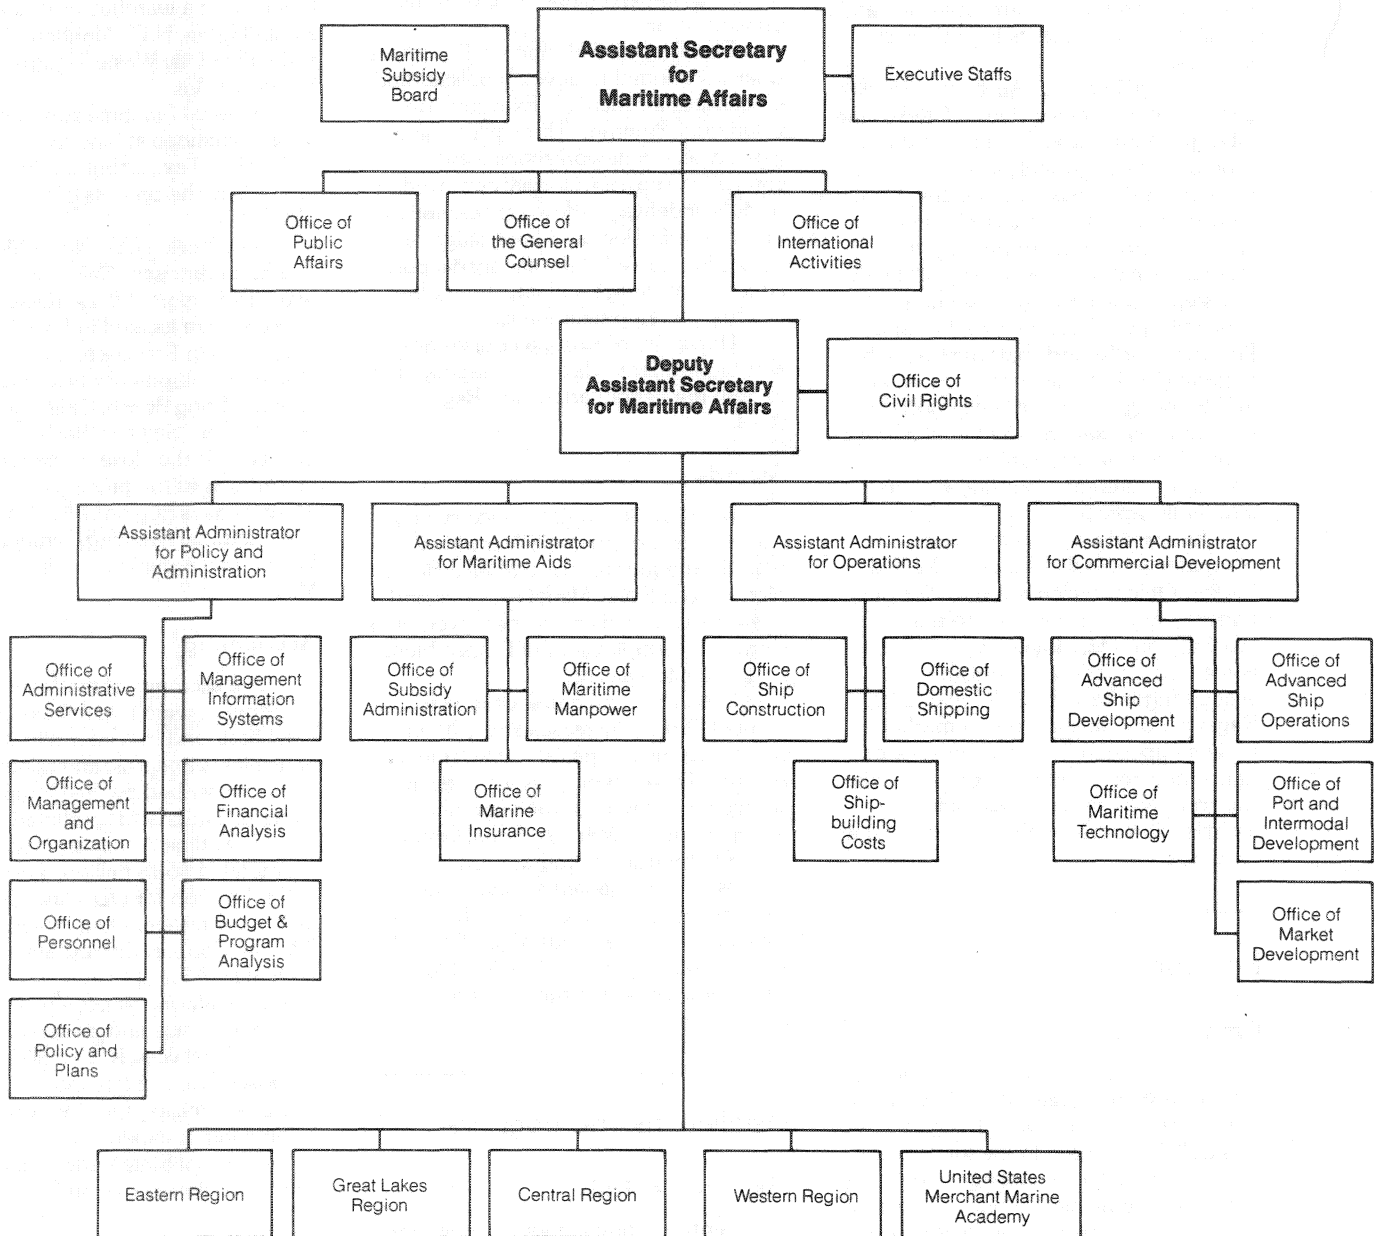 Maritime
Subsidy
Board
Assistant Secretary
for
Maritime Affairs
Executive Staffs
Office of
Public
Affairs
Office of
the General
Counsel
Office of
International
Activities
Deputy
Assistant Secretary
for Maritime Affairs
Office of
Civil Rights
Assistant Administrator
for Policy and
Administration
Assistant Administrator
for Maritime Aids
Assistant Administrator
for Operations
Assistant Administrator
for Commercial Development
Office of
Administrative
Services
Office of
Management
Information
Systems
Office of
Subsidy
Administration
Office of
Maritime
Manpower
Office of
Ship
Construction
Office of
Domestic
Shipping
Office of
Advanced
Ship
Development
Office of
Advanced
Ship
Operations
Office of
Management
and
Organization
Office of
Financial
Analysis
Office of
Marine
Insurance
Office of
Ship-
building
Costs
Office of
Maritime
Technology
Office of
Port and
Intermodal
Development
Office of
Personnel
Office of
Budget &
Program
Analysis
Office of
Market
Development
Office of
Policy and
Plans
Eastern Region
Great Lakes
Region
Central Region
Western Region
United States
Merchant Marine
Academy